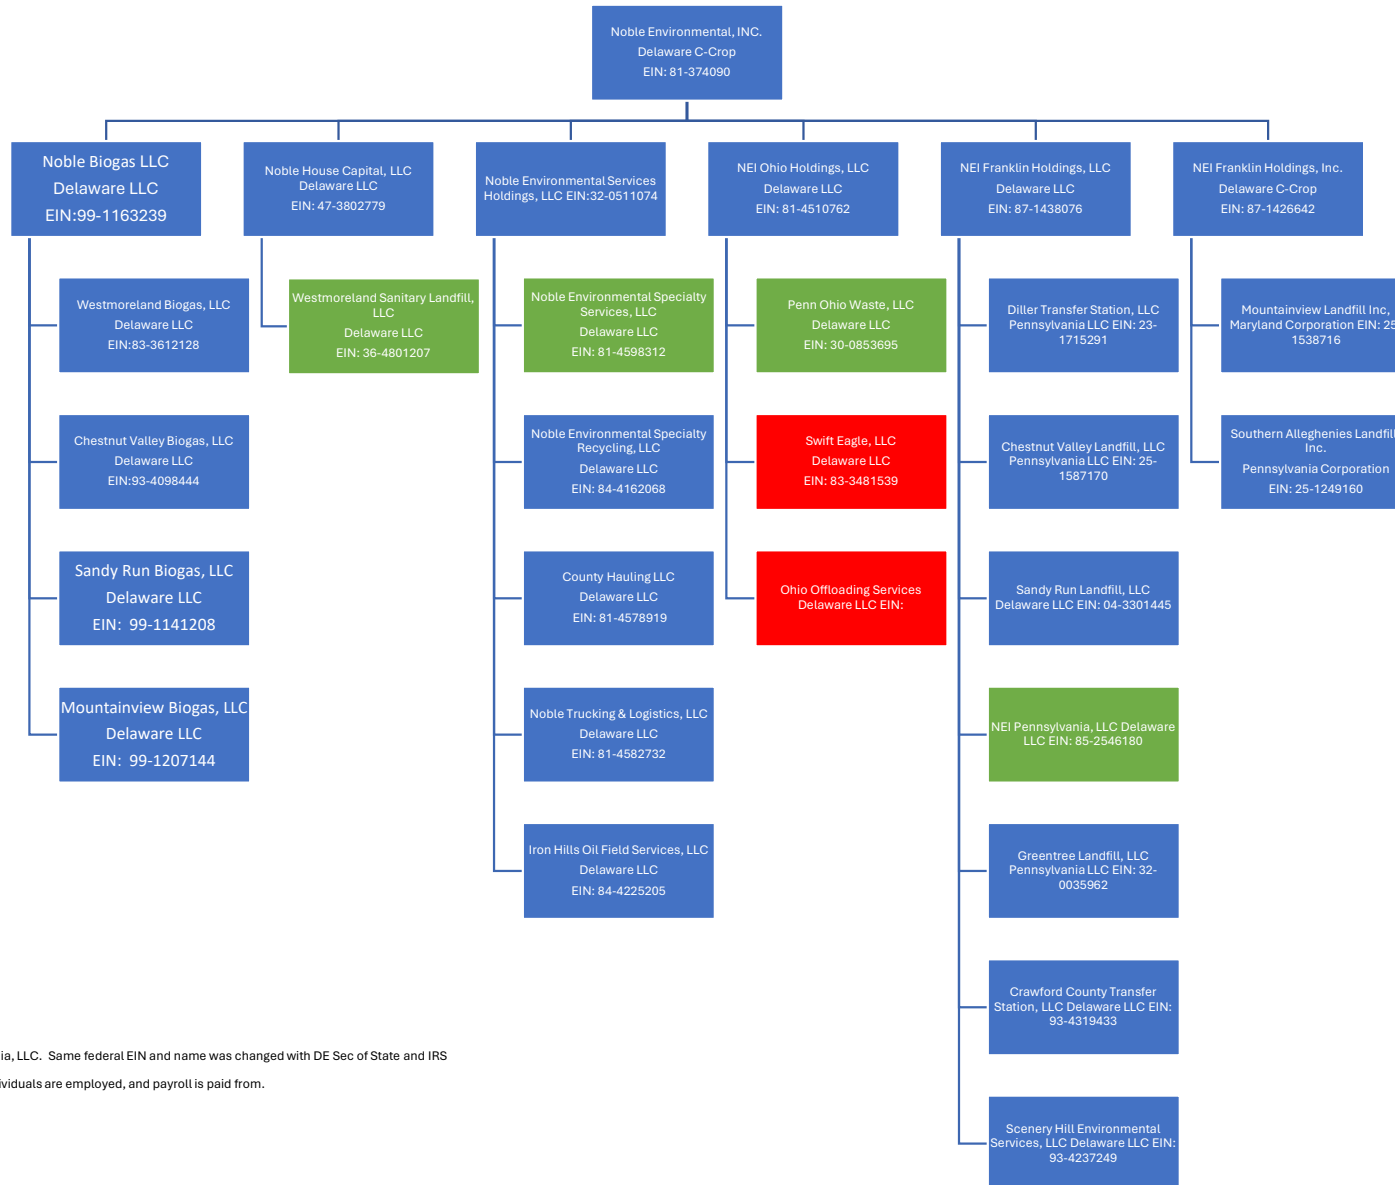 Noble Environmental, INC.
Delaware C-Crop
EIN: 81-374090
Noble Biogas LLC
Delaware LLC
EIN:99-1163239
Noble House Capital, LLC
Delaware LLC
EIN: 47-3802779
Noble Environmental Services
Holdings, LLC EIN:32-0511074
NEI Ohio Holdings, LLC
Delaware LLC
EIN: 81-4510762
NEI Franklin Holdings, LLC
Delaware LLC
EIN: 87-1438076
NEI Franklin Holdings, Inc.
Delaware C-Crop
EIN: 87-1426642
Westmoreland Biogas, LLC
Delaware LLC
EIN:83-3612128
Chestnut Valley Biogas, LLC
Delaware LLC
EIN:93-4098444
Sandy Run Biogas, LLC
Delaware LLC
EIN:  99-1141208
Mountainview Biogas, LLC
Delaware LLC
EIN:  99-1207144
Westmoreland Sanitary Landfill,
LLC
Delaware LLC
EIN: 36-4801207
Noble Environmental Specialty
Services, LLC
Delaware LLC
EIN: 81-4598312
Noble Environmental Specialty
Recycling, LLC
Delaware LLC
EIN: 84-4162068
County Hauling LLC
Delaware LLC
EIN: 81-4578919
Noble Trucking & Logistics, LLC
Delaware LLC
EIN: 81-4582732
Iron Hills Oil Field Services, LLC
Delaware LLC
EIN: 84-4225205
Penn Ohio Waste, LLC
Delaware LLC
EIN: 30-0853695
Swift Eagle, LLC
Delaware LLC
EIN: 83-3481539
Ohio Offloading Services
Delaware LLC EIN:
Diller Transfer Station, LLC
Pennsylvania LLC EIN: 23-
1715291
Chestnut Valley Landfill, LLC
Pennsylvania LLC EIN: 25-
1587170
Sandy Run Landfill, LLC
Delaware LLC EIN: 04-3301445
NEI Pennsylvania, LLC Delaware
LLC EIN: 85-2546180
Greentree Landfill, LLC
Pennsylvania LLC EIN: 32-
0035962
Crawford County Transfer
Station, LLC Delaware LLC EIN:
93-4319433
Scenery Hill Environmental
Services, LLC Delaware LLC EIN:
93-4237249
Mountainview Landfill Inc,
Maryland Corporation EIN: 25
1538716
Southern Alleghenies Landfill
Inc.
Pennsylvania Corporation
EIN: 25-1249160
ia, LLC.  Same federal EIN and name was changed with DE Sec of State and IRS
ividuals are employed, and payroll is paid from.